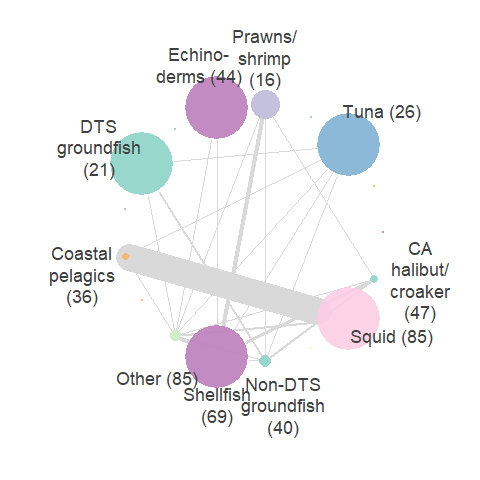 Prawns/
shrimp
(16)
Echino-
derms (44)
Tuna (26)
DTS
groundfish
(21)
CA
halibut/
croaker
(47)
Coastal
pelagics
(36)
Squid (85)
Other (85)
Shellfish
(69)
Non-DTS
groundfish
(40)